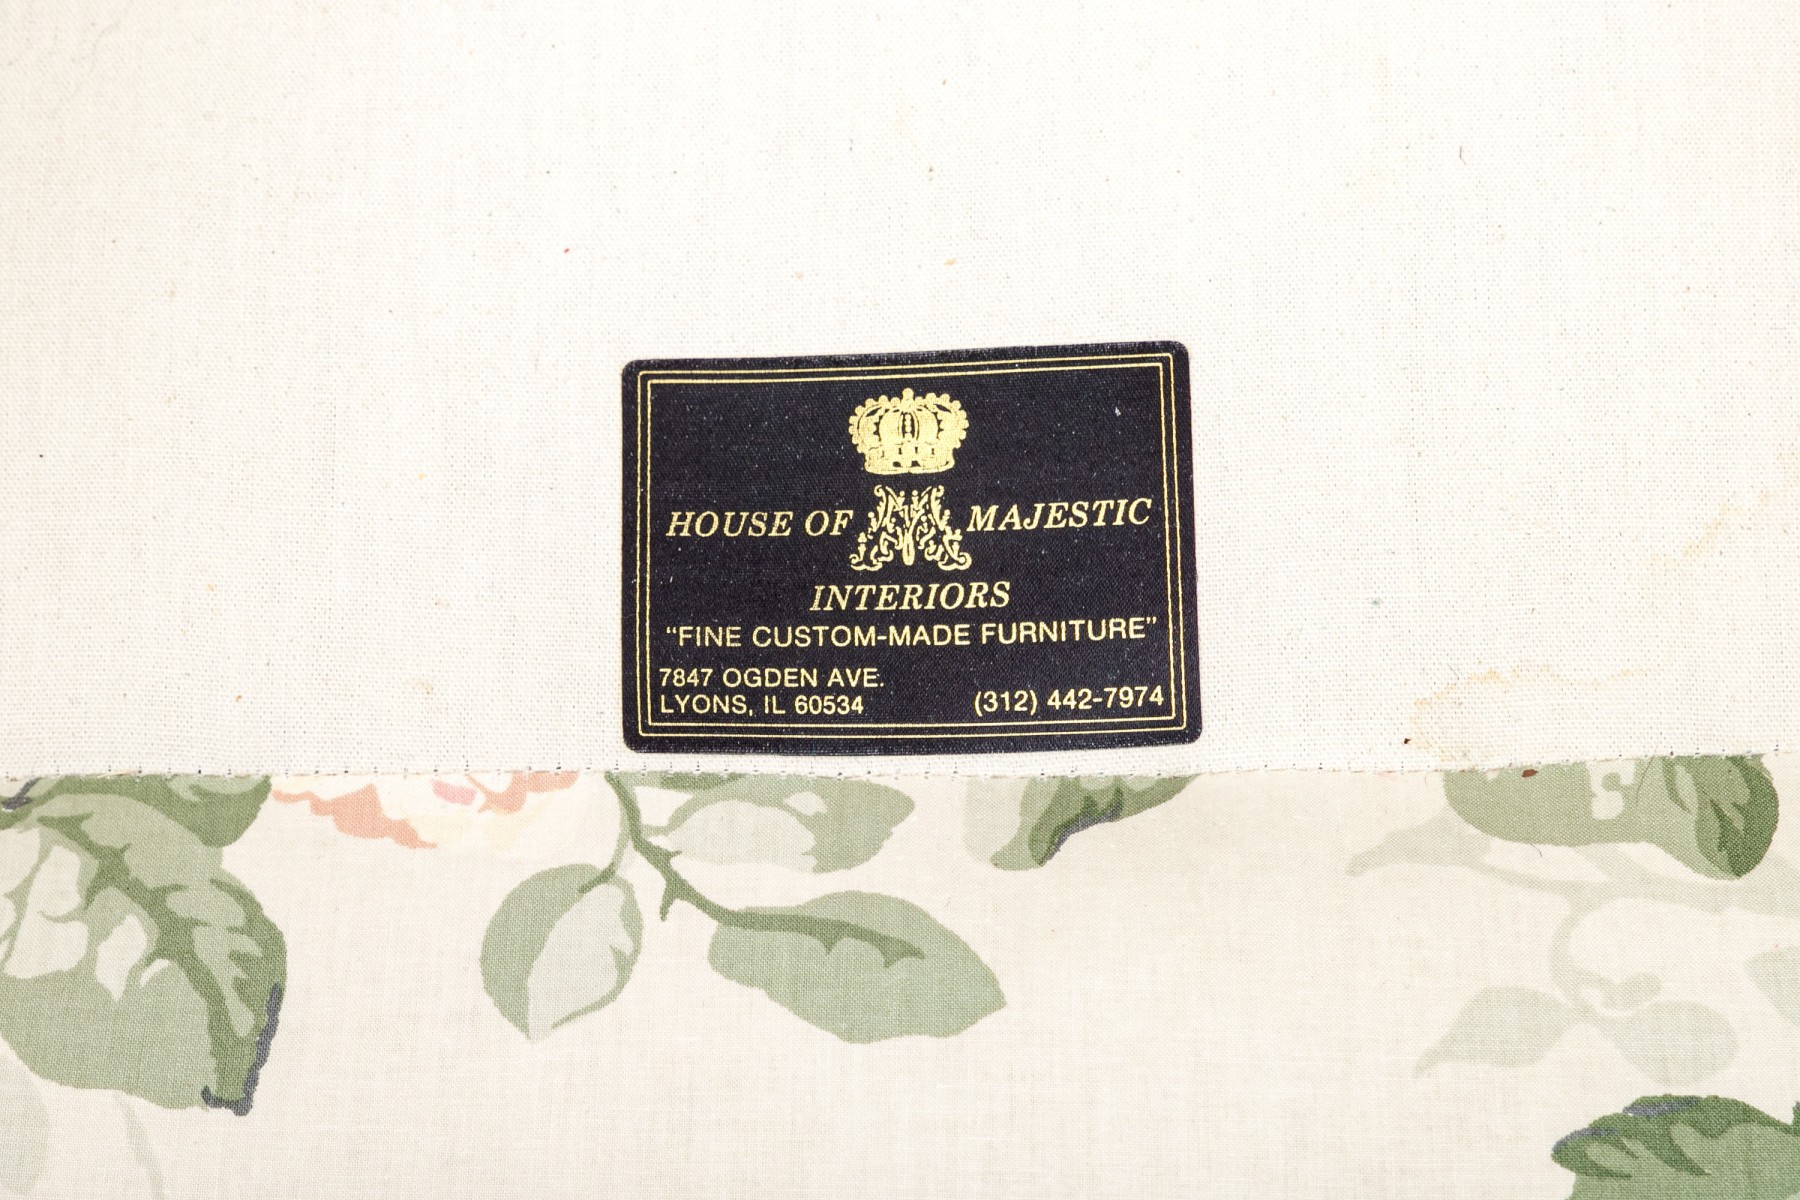 HOUSE OF M MAJESTIC
INTERIORS
“FINE CUSTOM-MADE FURNITURE”
7847 OGDEN AVE.
LYONS, IL 60534 (312) 442-7974